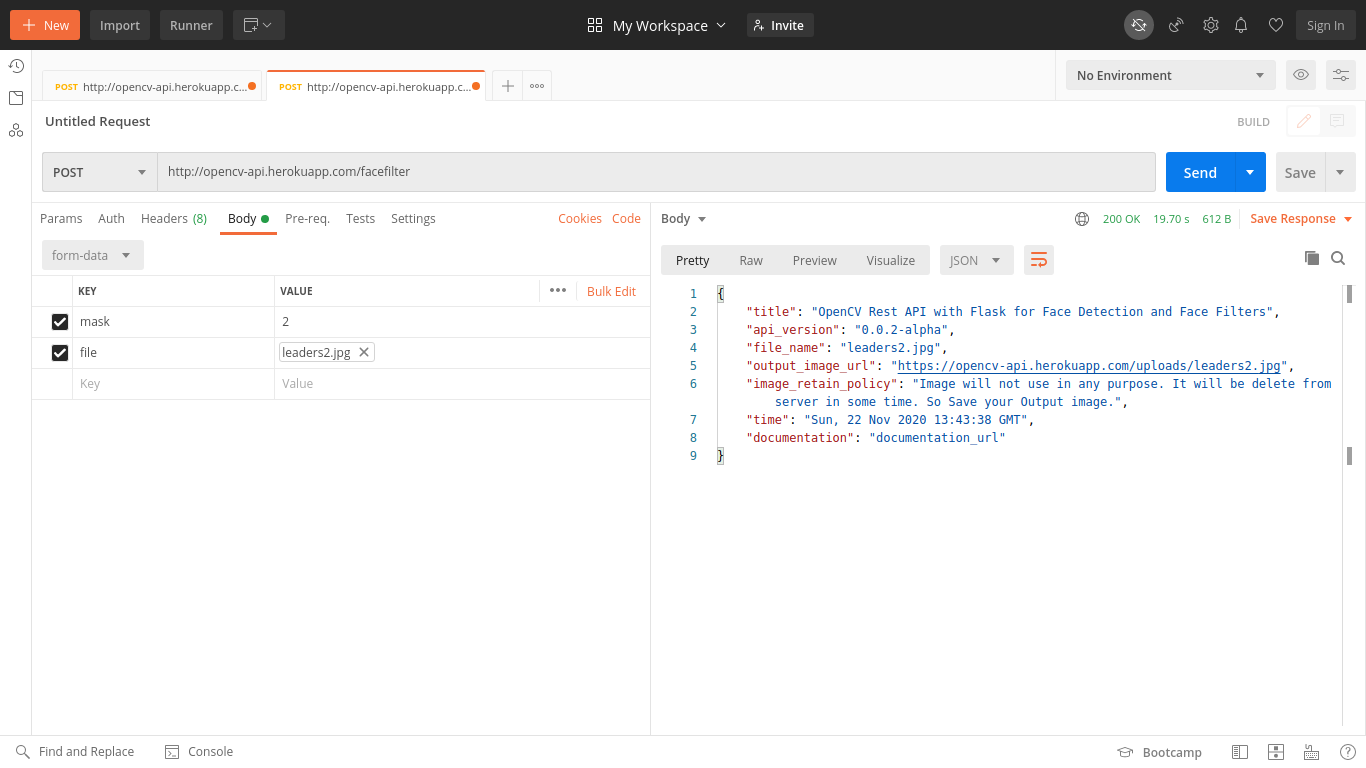 New
Import
Runner
My Workspace
Invite
Sign In
POST http://opencv-api.herokuapp.c...
POST http://opencv-api.herokuapp.c...
No Environment
Untitled Request
BUILD
POST
http://opencv-api.herokuapp.com/facefilter
Send
Save
Params Auth Headers (8) Body Pre-req. Tests Settings
Cookies Code
form-data
KEY VALUE Bulk Edit
mask 2
file leaders2.jpg
Key Value
Body
200 OK 19.70 s 612 B Save Response
Pretty Raw Preview Visualize JSON
1 {
2 "title": "OpenCV Rest API with Flask for Face Detection and Face Filters",
3 "api_version": "0.0.2-alpha",
4 "file_name": "leaders2.jpg",
5 "output_image_url": "https://opencv-api.herokuapp.com/uploads/leaders2.jpg",
6 "image_retain_policy": "Image will not use in any purpose. It will be delete from
server in some time. So Save your Output image.",
7 "time": "Sun, 22 Nov 2020 13:43:38 GMT",
8 "documentation": "documentation_url"
9 }
Find and Replace
Console
Bootcamp